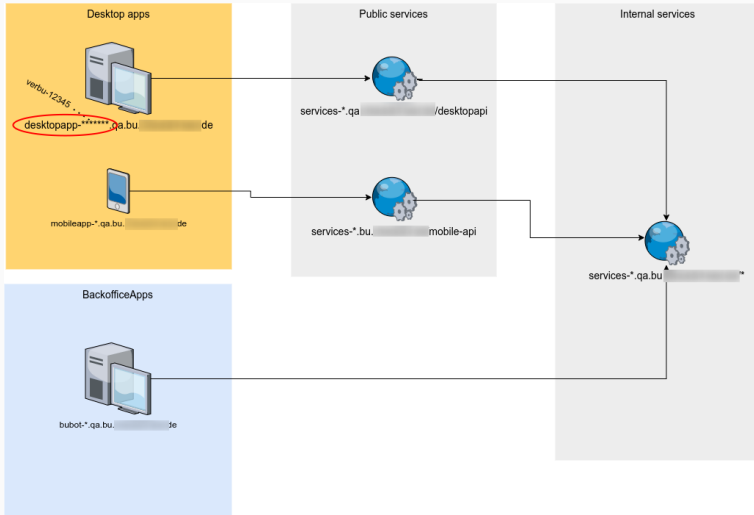 Desktop apps
Public services
Internal services
verbu-12345
desktopapp-*******.qa.bu. de
services-*.qa /desktopapi
mobileapp-*.qa.bu. de
services-*.bu. mobile-api
services-*.qa.bu /*
BackofficeApps
bubot-*.qa.bu. de